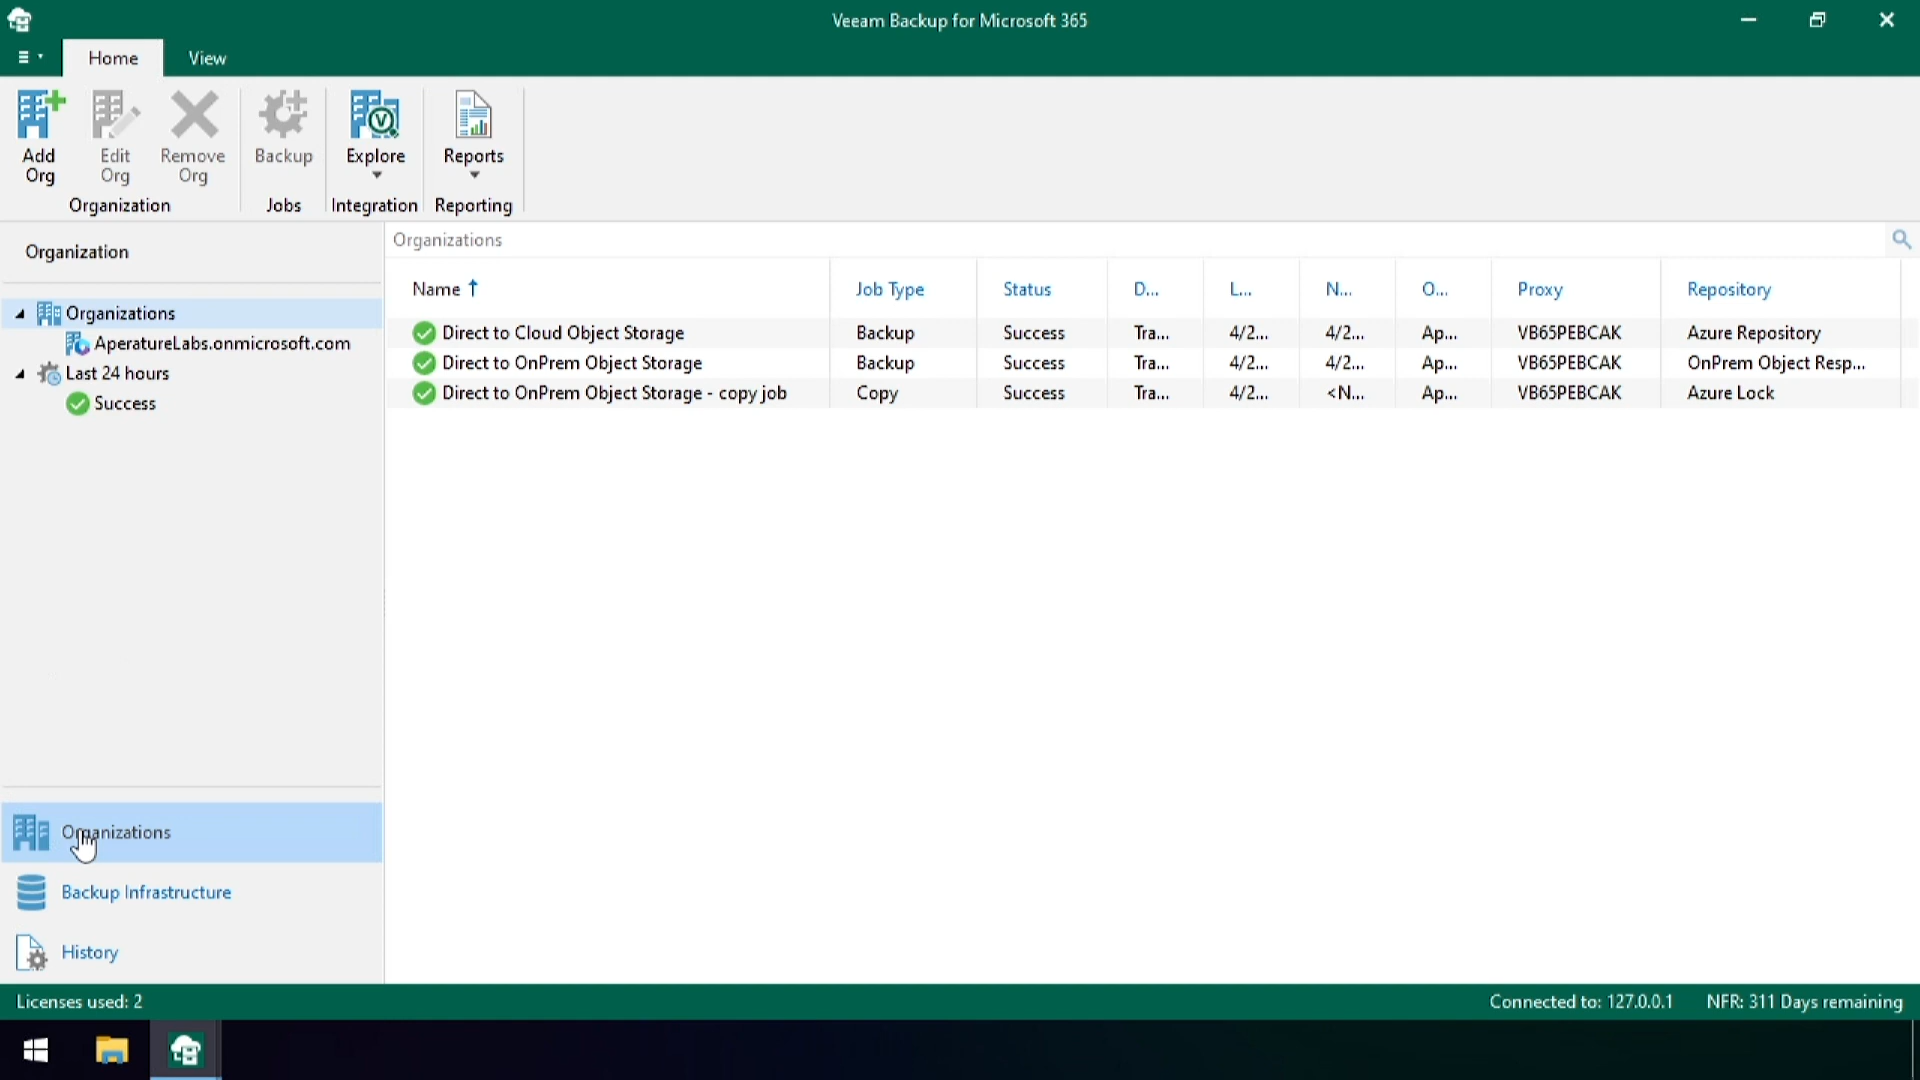 Veeam Backup for Microsoft 365
Home View
Add Org
Edit Org
Remove Org
Organization
Backup
Jobs
Explore
Integration
Reports
Reporting
Organization
Organizations
AperatureLabs.onmicrosoft.com
Last 24 hours
Success
Organizations
Name Job Type Status D... L... N... O... Proxy Repository
Direct to Cloud Object Storage Backup Success Tra... 4/2... 4/2... Ap... VB65PEBCAK Azure Repository
Direct to OnPrem Object Storage Backup Success Tra... 4/2... 4/2... Ap... VB65PEBCAK OnPrem Object Resp...
Direct to OnPrem Object Storage - copy job Copy Success Tra... 4/2... <N... Ap... VB65PEBCAK Azure Lock
Organizations
Backup Infrastructure
History
Licenses used: 2
Connected to: 127.0.0.1 NFR: 311 Days remaining